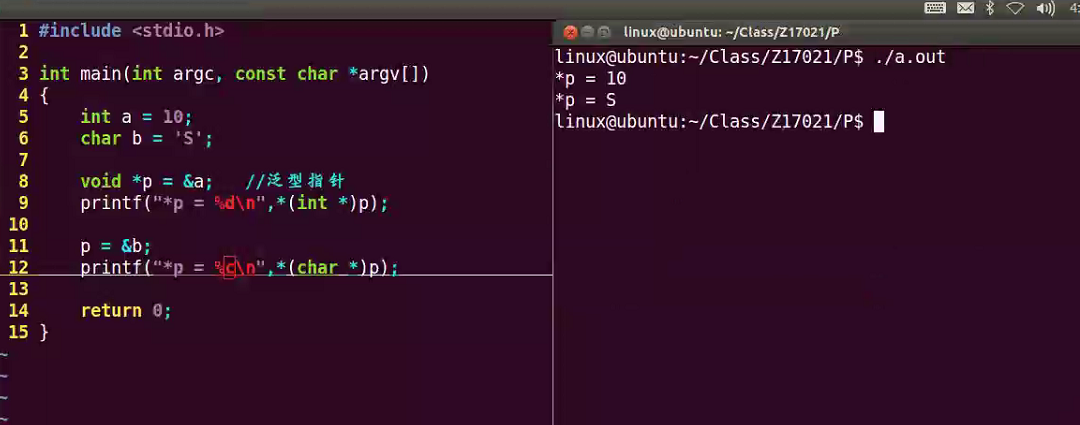 4:
1 #include <stdio.h>
2
3 int main(int argc, const char *argv[])
4 {
5     int a = 10;
6     char b = 'S';
7
8     void *p = &a;   //泛型指针
9     printf("*p = %d\n",*(int *)p);
10
11     p = &b;
12     printf("*p = %c\n",*(char *)p);
13
14     return 0;
15 }
~
~
~
~
linux@ubuntu: ~/Class/Z17021/P
linux@ubuntu:~/Class/Z17021/P$ ./a.out
*p = 10
*p = S
linux@ubuntu:~/Class/Z17021/P$